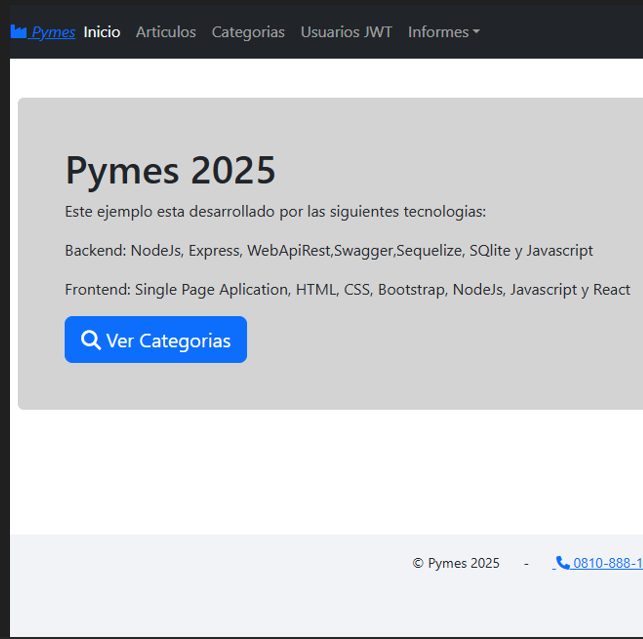 Pymes Inicio Articulos Categorias Usuarios JWT Informes
Pymes 2025
Este ejemplo esta desarrollado por las siguientes tecnologias:
Backend: NodeJs, Express, WebApiRest,Swagger,Sequelize, SQlite y Javascript
Frontend: Single Page Aplication, HTML, CSS, Bootstrap, NodeJs, Javascript y React
Ver Categorias
© Pymes 2025 - 0810-888-1